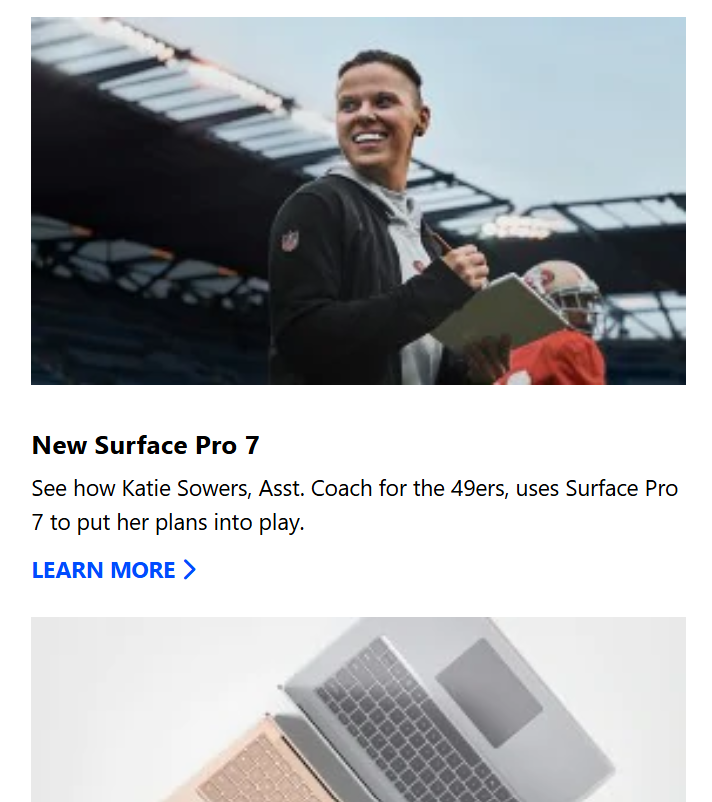 New Surface Pro 7
See how Katie Sowers, Asst. Coach for the 49ers, uses Surface Pro
7 to put her plans into play.
LEARN MORE